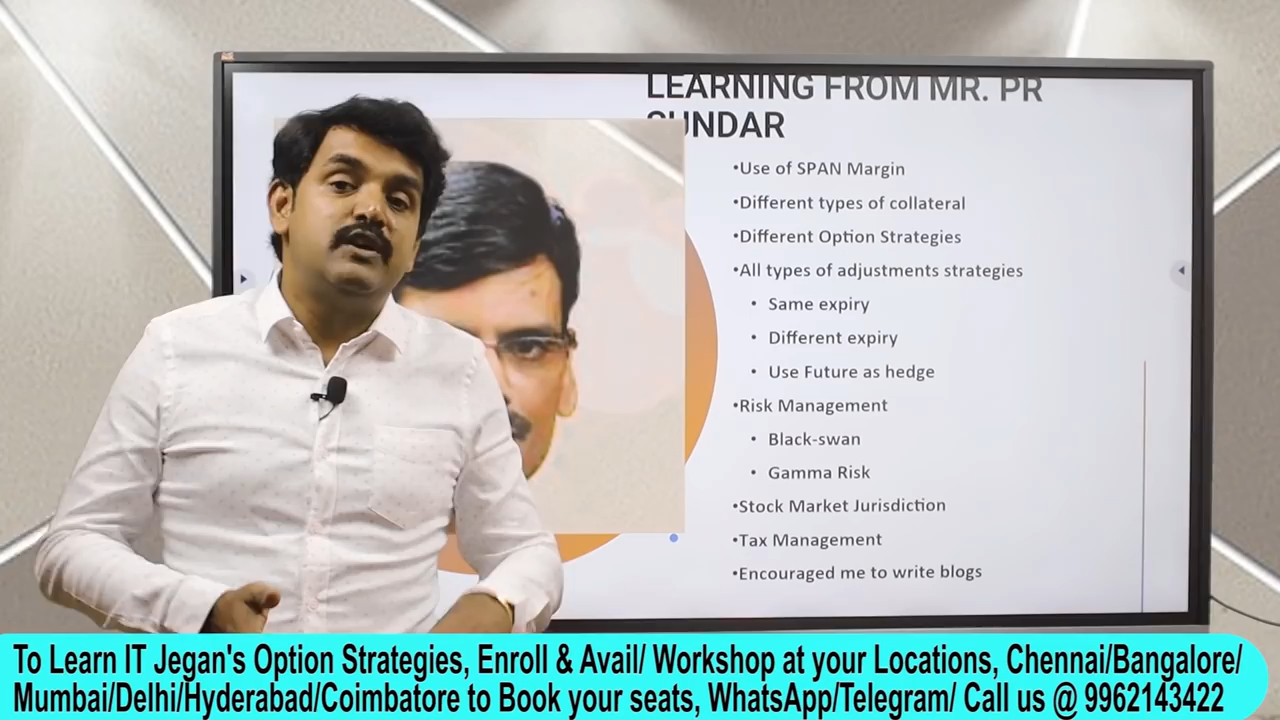 LEARNING FROM MR. PR
SUNDAR
•Use of SPAN Margin
•Different types of collateral
•Different Option Strategies
•All types of adjustments strategies
• Same expiry
• Different expiry
• Use Future as hedge
•Risk Management
• Black-swan
• Gamma Risk
•Stock Market Jurisdiction
•Tax Management
•Encouraged me to write blogs
To Learn IT Jegan's Option Strategies, Enroll & Avail/ Workshop at your Locations, Chennai/Bangalore/
Mumbai/Delhi/Hyderabad/Coimbatore to Book your seats, WhatsApp/Telegram/ Call us @ 9962143422